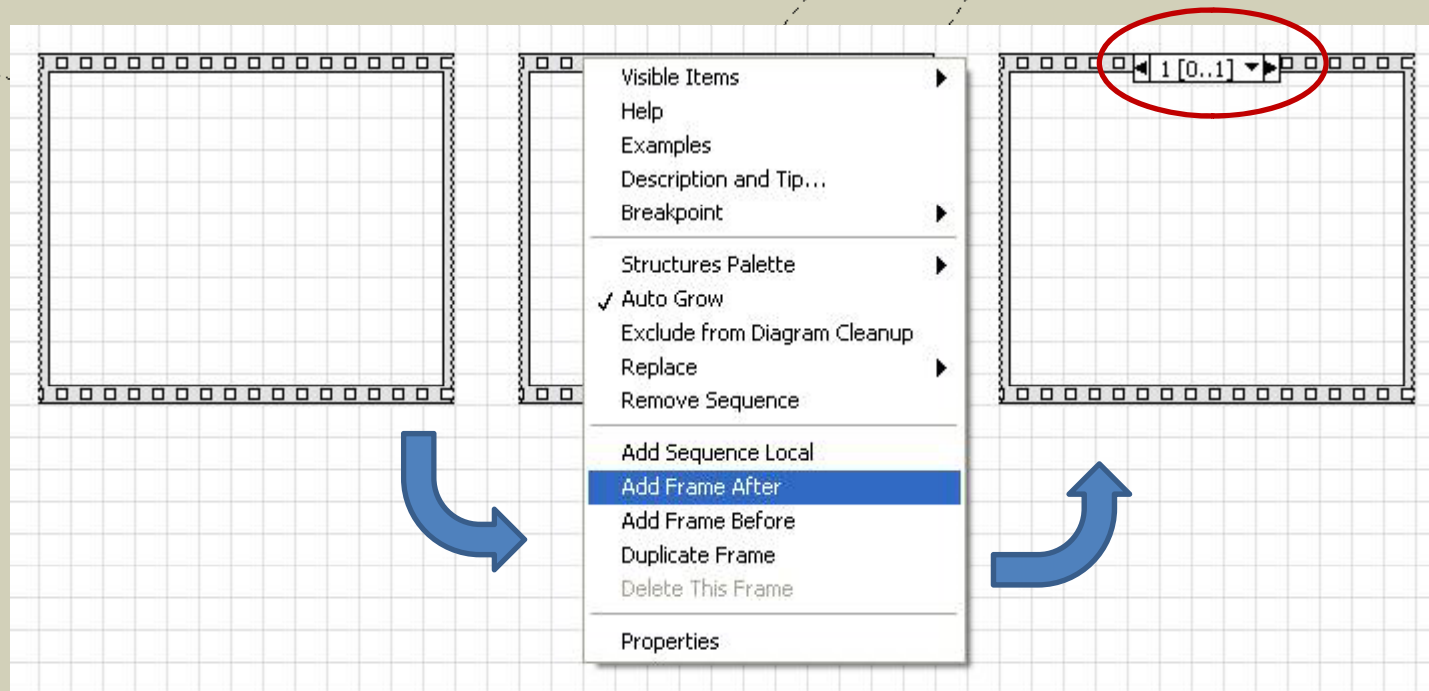 Visible Items
Help
Examples
Description and Tip...
Breakpoint
Structures Palette
Auto Grow
Exclude from Diagram Cleanup
Replace
Remove Sequence
Add Sequence Local
Add Frame After
Add Frame Before
Duplicate Frame
Delete This Frame
Properties
1 [0..1]